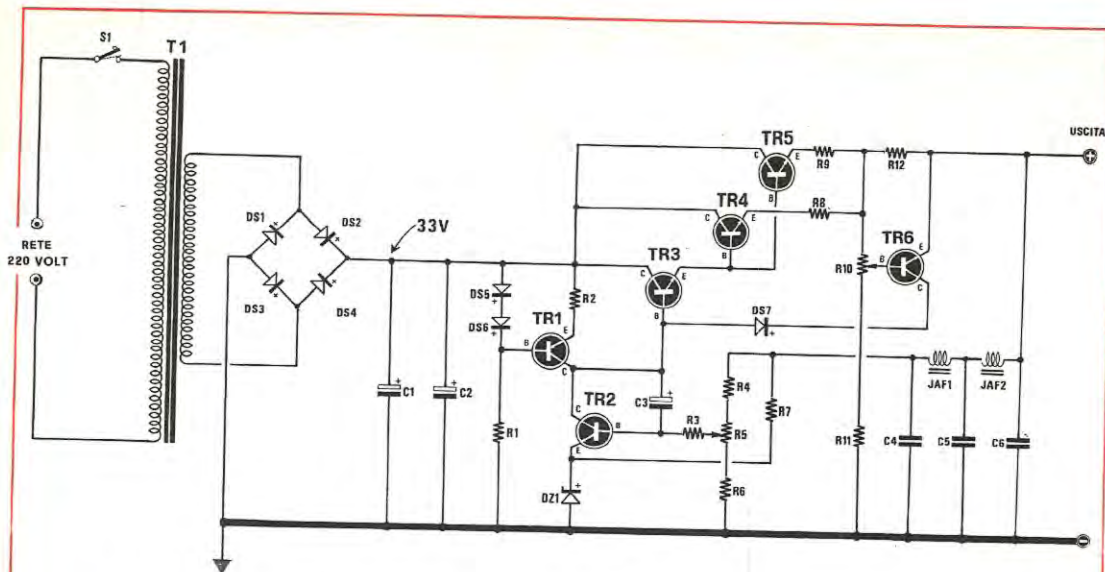 S1
T1
RETE
220 VOLT
DS1
DS2
DS3
DS4
33V
C1
C2
DS5
DS6
R1
R2
TR1
B
E
C
TR2
C
B
E
DZ1
TR3
C
E
B
TR4
C
E
B
TR5
C
E
B
R9
R12
R8
R10
TR6
B
E
C
DS7
C3
R3
R4
R5
R6
R7
R11
C4
JAF1
C5
JAF2
C6
USCITA
+
-